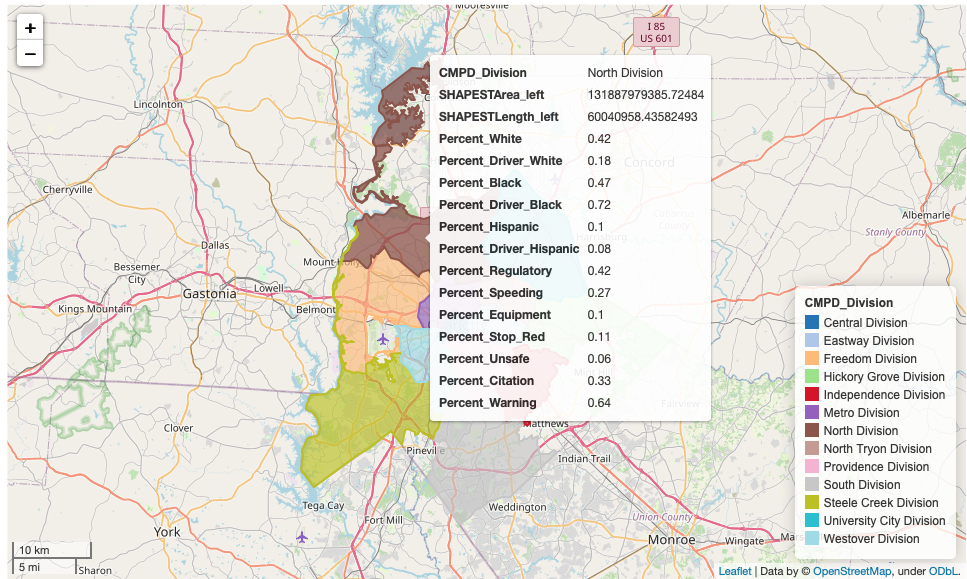 +
−
Mooresville
I 85
US 601
Lincolnton
Concord
Cherryville
Dallas
Mount Holly
Bessemer
City
Gastonia
Lowell
Kings Mountain
Belmont
Albemarle
Stanly County
CMPD_Division North Division
SHAPESTArea_left 131887979385.72484
SHAPESTLength_left 60040958.43582493
Percent_White 0.42
Percent_Driver_White 0.18
Percent_Black 0.47
Percent_Driver_Black 0.72
Percent_Hispanic 0.1
Percent_Driver_Hispanic 0.08
Percent_Regulatory 0.42
Percent_Speeding 0.27
Percent_Equipment 0.1
Percent_Stop_Red 0.11
Percent_Unsafe 0.06
Percent_Citation 0.33
Percent_Warning 0.64
Mint Hill
Fairview
Matthews
Clover
Pineville
Indian Trail
Tega Cay
Fort Mill
Weddington
Union County
York
Monroe
Wingate
Sharon
CMPD_Division
Central Division
Eastway Division
Freedom Division
Hickory Grove Division
Independence Division
Metro Division
North Division
North Tryon Division
Providence Division
South Division
Steele Creek Division
University City Division
Westover Division
10 km
5 mi
Leaflet | Data by © OpenStreetMap, under ODbL.